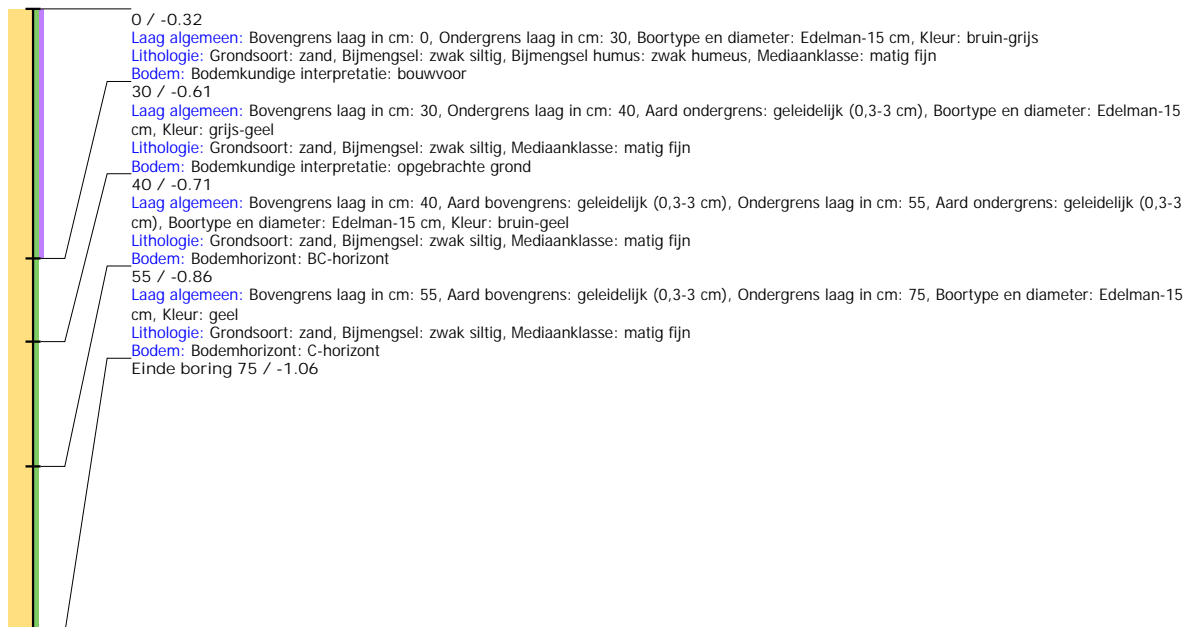 0 / -0.32
Laag algemeen: Bovengrens laag in cm: 0, Ondergrens laag in cm: 30, Boortype en diameter: Edelman-15 cm, Kleur: bruin-grijs
Lithologie: Grondsoort: zand, Bijmengsel: zwak siltig, Bijmengsel humus: zwak humeus, Mediaanklasse: matig fijn
Bodem: Bodemkundige interpretatie: bouwvoor
30 / -0.61
Laag algemeen: Bovengrens laag in cm: 30, Ondergrens laag in cm: 40, Aard ondergrens: geleidelijk (0,3-3 cm), Boortype en diameter: Edelman-15
cm, Kleur: grijs-geel
Lithologie: Grondsoort: zand, Bijmengsel: zwak siltig, Mediaanklasse: matig fijn
Bodem: Bodemkundige interpretatie: opgebrachte grond
40 / -0.71
Laag algemeen: Bovengrens laag in cm: 40, Aard bovengrens: geleidelijk (0,3-3 cm), Ondergrens laag in cm: 55, Aard ondergrens: geleidelijk (0,3-3
cm), Boortype en diameter: Edelman-15 cm, Kleur: bruin-geel
Lithologie: Grondsoort: zand, Bijmengsel: zwak siltig, Mediaanklasse: matig fijn
Bodem: Bodemhorizont: BC-horizont
55 / -0.86
Laag algemeen: Bovengrens laag in cm: 55, Aard bovengrens: geleidelijk (0,3-3 cm), Ondergrens laag in cm: 75, Boortype en diameter: Edelman-15
cm, Kleur: geel
Lithologie: Grondsoort: zand, Bijmengsel: zwak siltig, Mediaanklasse: matig fijn
Bodem: Bodemhorizont: C-horizont
Einde boring 75 / -1.06